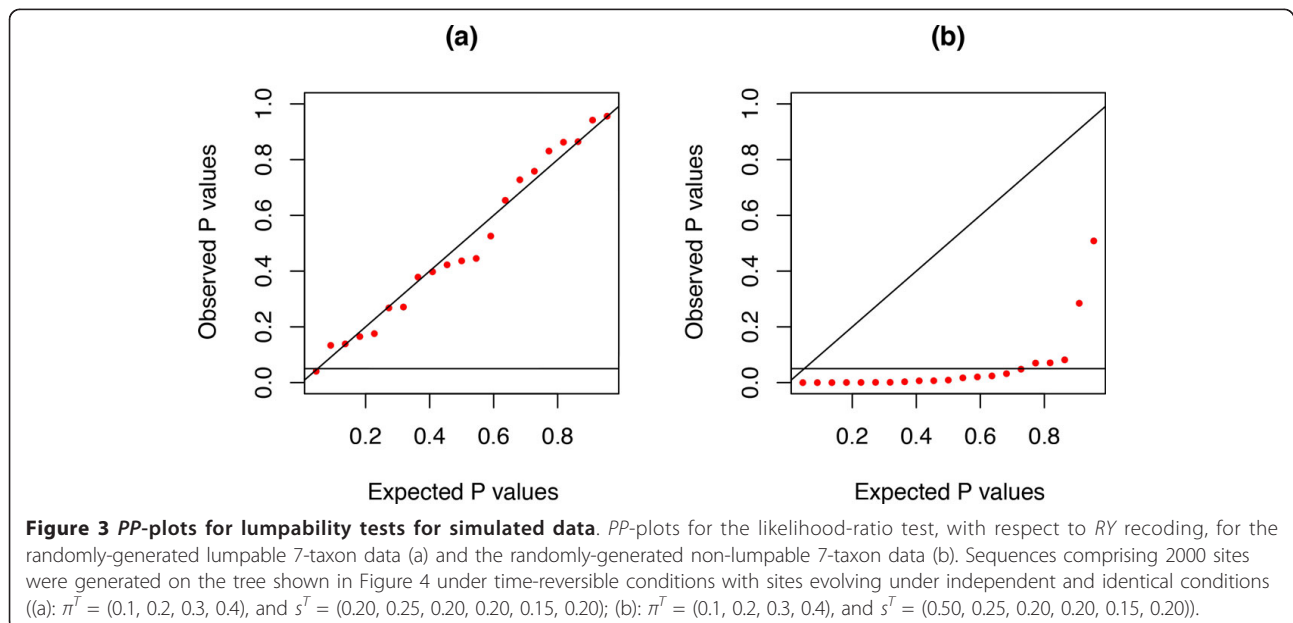 (a)
(b)
Observed P values
1.0
0.8
0.6
0.4
0.2
0.0
0.2 0.4 0.6 0.8
Expected P values
Observed P values
1.0
0.8
0.6
0.4
0.2
0.0
0.2 0.4 0.6 0.8
Expected P values
Figure 3 PP-plots for lumpability tests for simulated data. PP-plots for the likelihood-ratio test, with respect to RY recoding, for the
randomly-generated lumpable 7-taxon data (a) and the randomly-generated non-lumpable 7-taxon data (b). Sequences comprising 2000 sites
were generated on the tree shown in Figure 4 under time-reversible conditions with sites evolving under independent and identical conditions
((a): π^T = (0.1, 0.2, 0.3, 0.4), and s^T = (0.20, 0.25, 0.20, 0.20, 0.15, 0.20); (b): π^T = (0.1, 0.2, 0.3, 0.4), and s^T = (0.50, 0.25, 0.20, 0.20, 0.15, 0.20)).